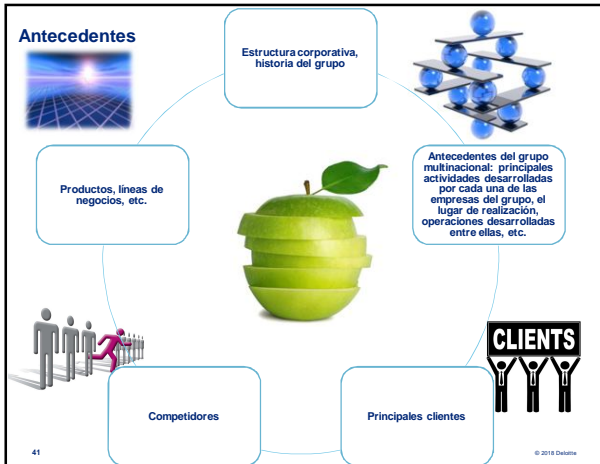 Antecedentes
Estructura corporativa,
historia del grupo
Antecedentes del grupo
multinacional: principales
actividades desarrolladas
por cada una de las
empresas del grupo, el
lugar de realización,
operaciones desarrolladas
entre ellas, etc.
Productos, líneas de
negocios, etc.
CLIENTS
Competidores
Principales clientes
41
© 2018 Deloitte